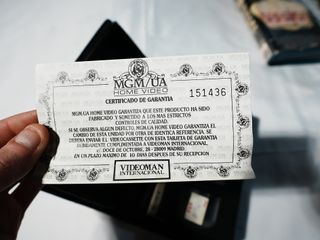 MGM/UA
HOME VIDEO
CERTIFICADO DE GARANTIA
151436
MGM/UA HOME VIDEO GARANTIZA QUE ESTE PRODUCTO HA SIDO
FABRICADO Y SOMETIDO A LOS MAS ESTRICTOS
CONTROLES DE CALIDAD.
SI SE OBSERVA ALGUN DEFECTO, MGM/UA HOME VIDEO GARANTIZA EL
CAMBIO DE ESTA UNIDAD POR OTRA DE IDENTICA REFERENCIA, SI
ES DEVUELTA EL VIDEOCASSETTE CON ESTA TARJETA DE GARANTIA
DEBIDAMENTE CUMPLIMENTADA A VIDEOMAN INTERNACIONAL,
c/ DOCE DE OCTUBRE, 28 - 28009 MADRID,
EN UN PLAZO MAXIMO DE 10 DIAS DESPUES DE SU RECEPCION
VIDEOMAN
INTERNACIONAL